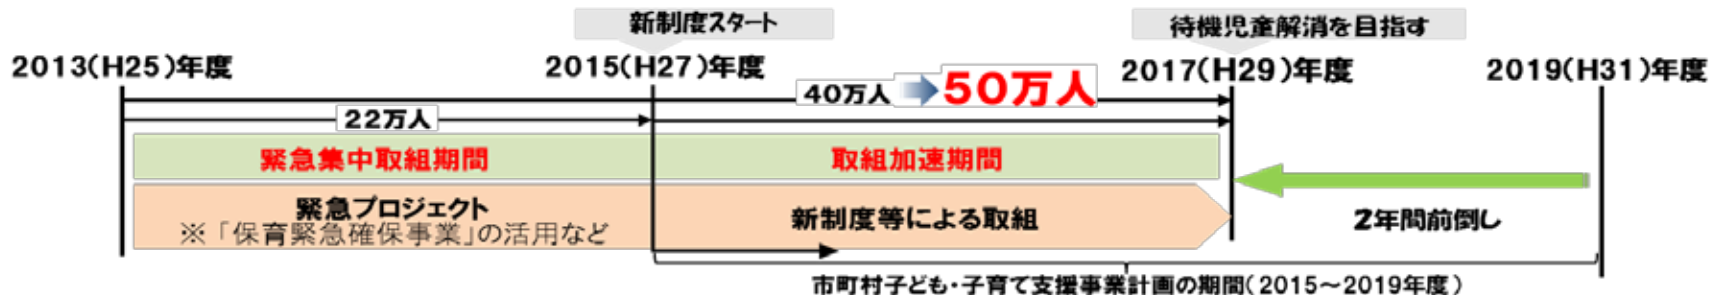 新制度スタート
待機児童解消を目指す
2013(H25)年度
2015(H27)年度
2017(H29)年度
2019(H31)年度
40万人
50万人
22万人
緊急集中取組期間
取組加速期間
緊急プロジェクト
※「保育緊急確保事業」の活用など
新制度等による取組
2年間前倒し
市町村子ども・子育て支援事業計画の期間(2015～2019年度)